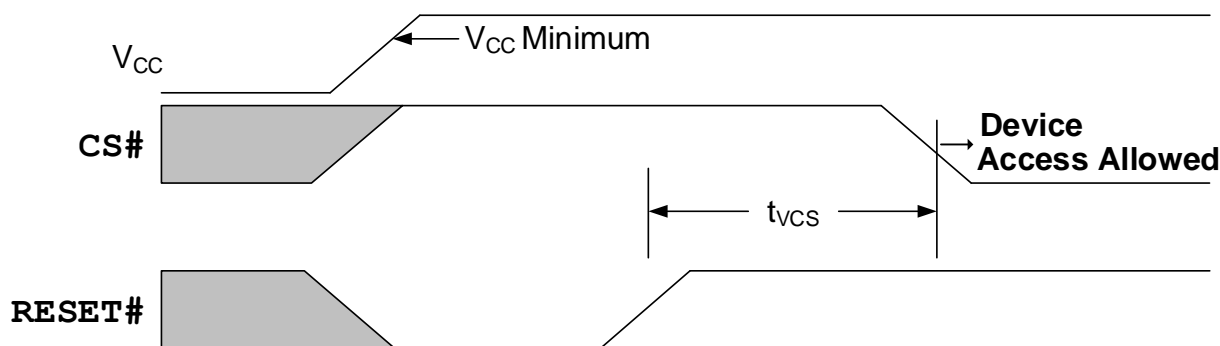 V_CC Minimum
V_CC
CS#
Device
Access Allowed
t_VCS
RESET#